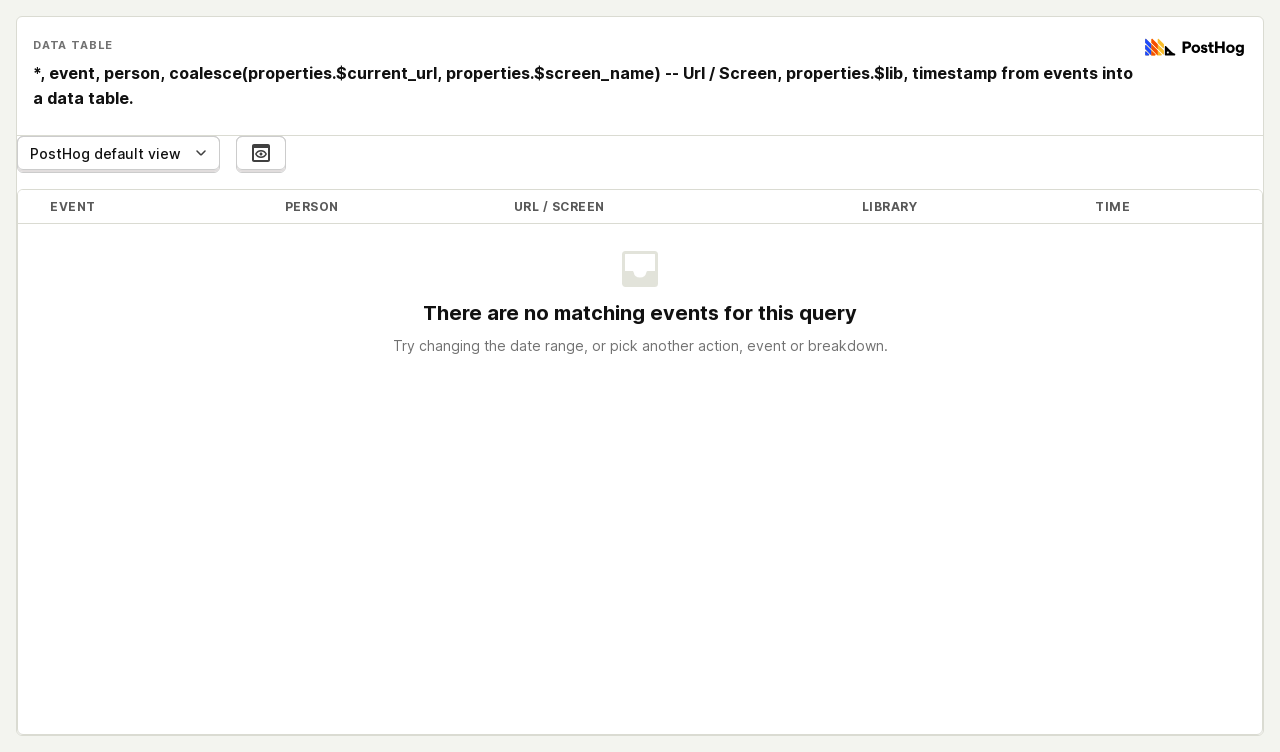 DATA TABLE
PostHog
*, event, person, coalesce(properties.$current_url, properties.$screen_name) -- Url / Screen, properties.$lib, timestamp from events into
a data table.
PostHog default view
EVENT PERSON URL / SCREEN LIBRARY TIME
There are no matching events for this query
Try changing the date range, or pick another action, event or breakdown.